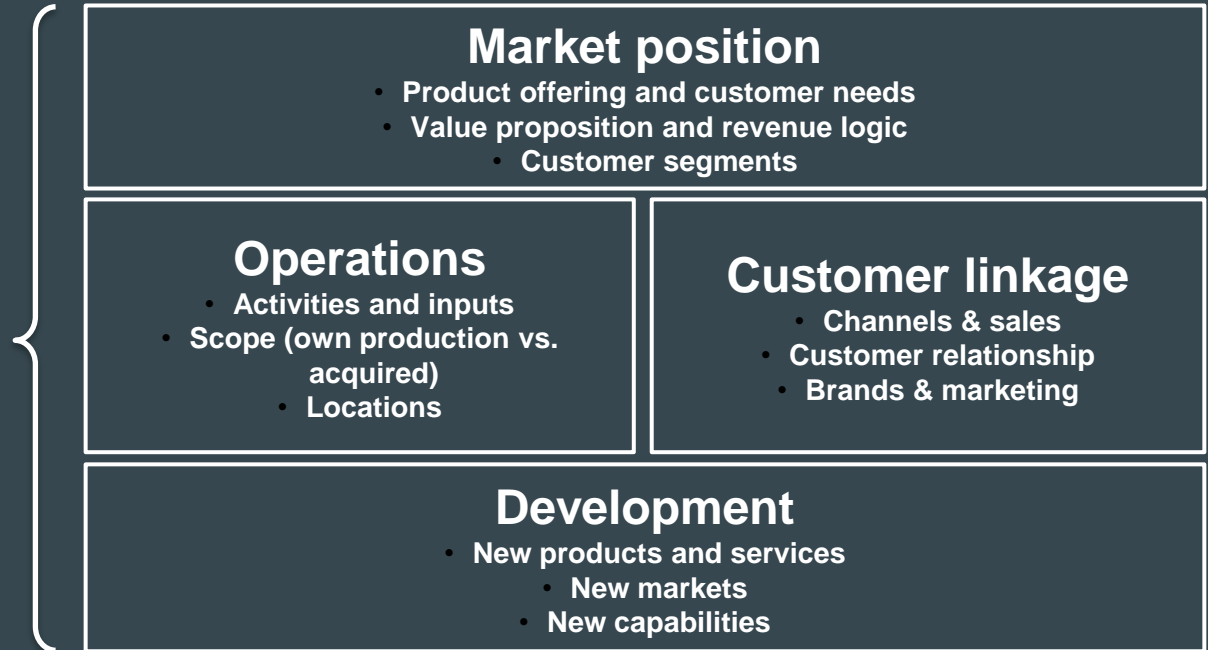 Market position
• Product offering and customer needs
• Value proposition and revenue logic
• Customer segments
Operations
• Activities and inputs
• Scope (own production vs.
acquired)
• Locations
Customer linkage
• Channels & sales
• Customer relationship
• Brands & marketing
Development
• New products and services
• New markets
• New capabilities